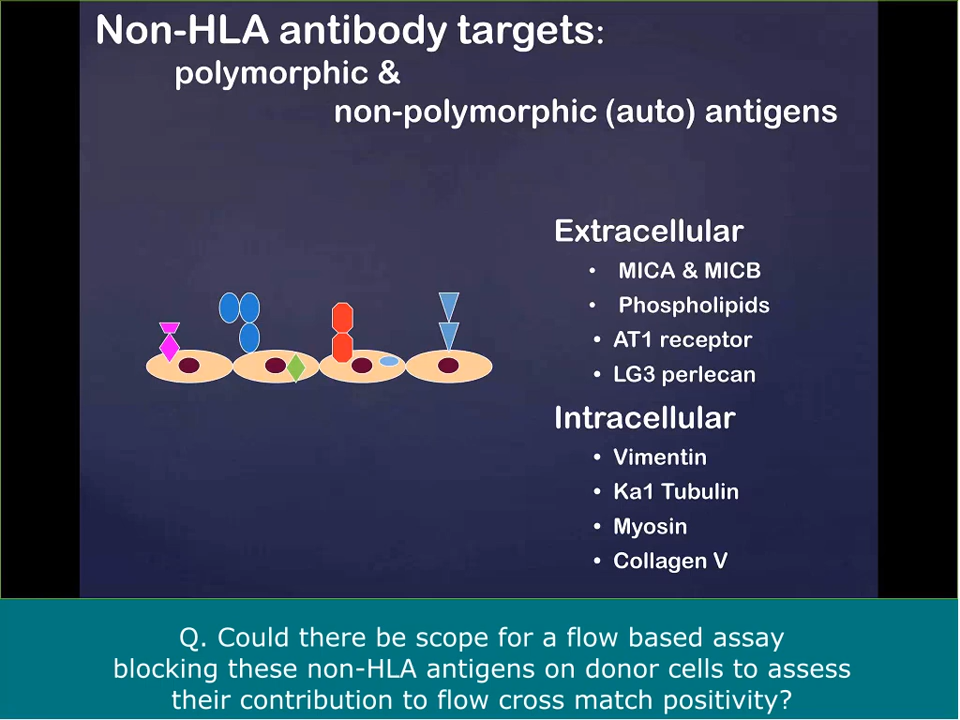 Non-HLA antibody targets:
polymorphic &
non-polymorphic (auto) antigens
Extracellular
• MICA & MICB
• Phospholipids
• AT1 receptor
• LG3 perlecan
Intracellular
• Vimentin
• Ka1 Tubulin
• Myosin
• Collagen V
Q. Could there be scope for a flow based assay
blocking these non-HLA antigens on donor cells to assess
their contribution to flow cross match positivity?